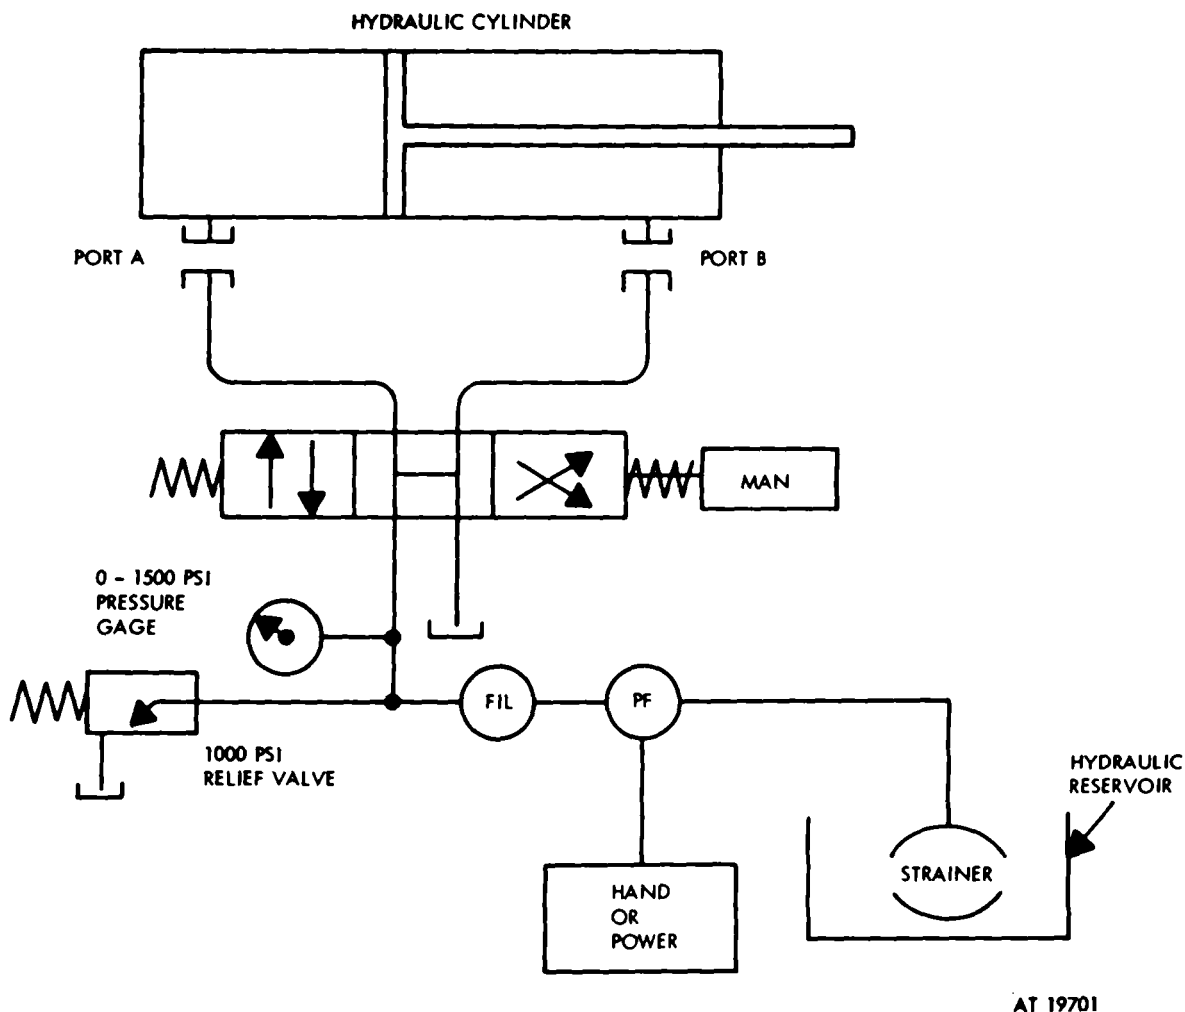 HYDRAULIC CYLINDER
PORT A
PORT B
MAN
0 - 1500 PSI
PRESSURE
GAGE
FIL
PF
1000 PSI
RELIEF VALVE
HYDRAULIC
RESERVOIR
STRAINER
HAND
OR
POWER
AT 19701